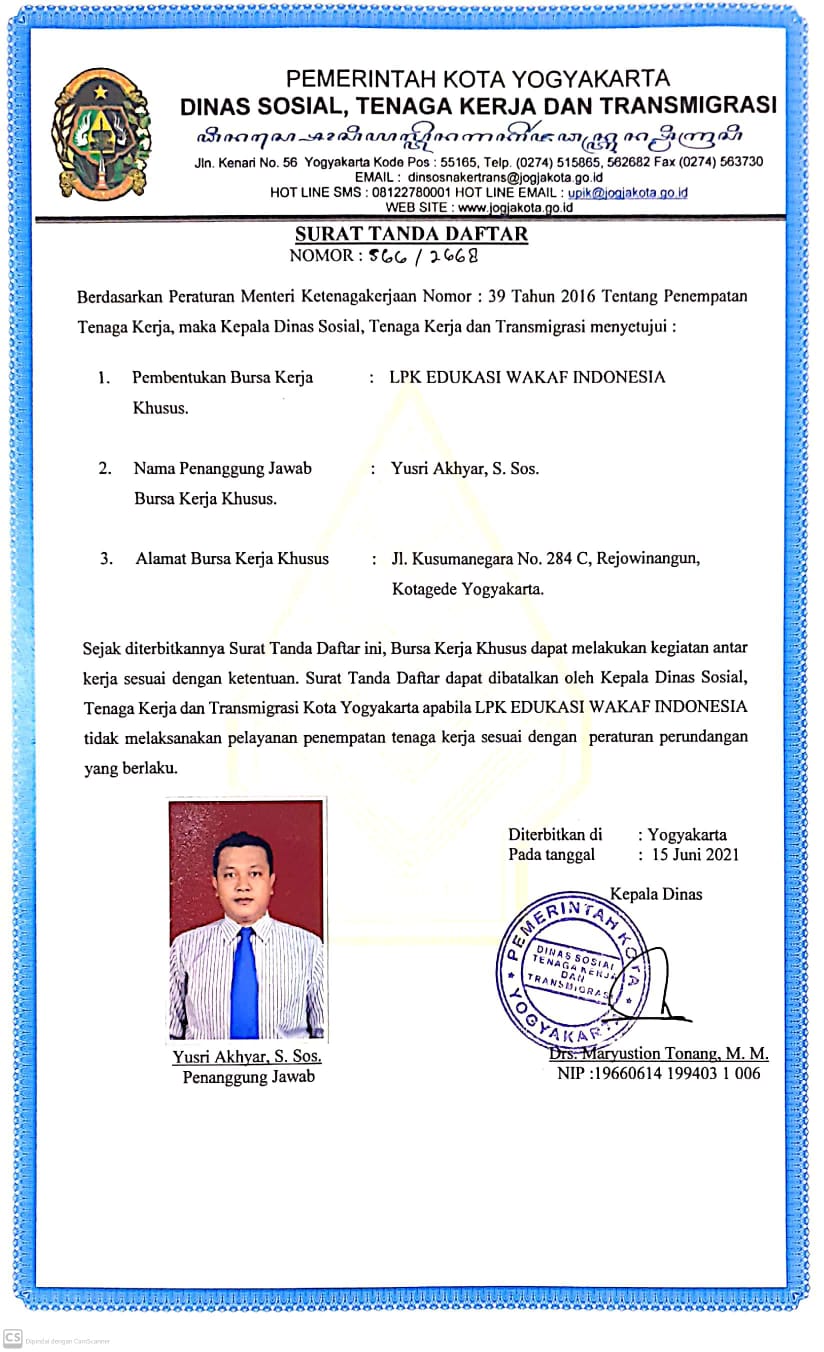 PEMERINTAH KOTA YOGYAKARTA
DINAS SOSIAL, TENAGA KERJA DAN TRANSMIGRASI
Jln. Kenari No. 56 Yogyakarta Kode Pos : 55165, Telp. (0274) 515865, 562682 Fax (0274) 563730
EMAIL : dinsosnakertrans@jogjakota.go.id
HOT LINE SMS : 08122780001 HOT LINE EMAIL : upik@jogjakota.go.id
WEB SITE : www.jogjakota.go.id
SURAT TANDA DAFTAR
NOMOR : 566 / 2668
Berdasarkan Peraturan Menteri Ketenagakerjaan Nomor : 39 Tahun 2016 Tentang Penempatan
Tenaga Kerja, maka Kepala Dinas Sosial, Tenaga Kerja dan Transmigrasi menyetujui :
1. Pembentukan Bursa Kerja : LPK EDUKASI WAKAF INDONESIA
Khusus.
2. Nama Penanggung Jawab : Yusri Akhyar, S. Sos.
Bursa Kerja Khusus.
3. Alamat Bursa Kerja Khusus : Jl. Kusumanegara No. 284 C, Rejowinangun,
Kotagede Yogyakarta.
Sejak diterbitkannya Surat Tanda Daftar ini, Bursa Kerja Khusus dapat melakukan kegiatan antar
kerja sesuai dengan ketentuan. Surat Tanda Daftar dapat dibatalkan oleh Kepala Dinas Sosial,
Tenaga Kerja dan Transmigrasi Kota Yogyakarta apabila LPK EDUKASI WAKAF INDONESIA
tidak melaksanakan pelayanan penempatan tenaga kerja sesuai dengan peraturan perundangan
yang berlaku.
Diterbitkan di : Yogyakarta
Pada tanggal : 15 Juni 2021
Kepala Dinas
PEMERINTAH KOTA
DINAS SOSIAL
TENAGA KERJA
DAN
TRANSMIGRASI
YOGYAKARTA
Yusri Akhyar, S. Sos.
Penanggung Jawab
Drs. Maryustion Tonang, M. M.
NIP :19660614 199403 1 006
CS Dipindai dengan CamScanner